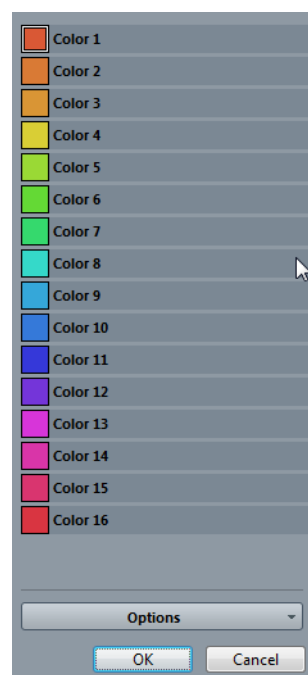 Color 1
Color 2
Color 3
Color 4
Color 5
Color 6
Color 7
Color 8
Color 9
Color 10
Color 11
Color 12
Color 13
Color 14
Color 15
Color 16
Options
OK Cancel